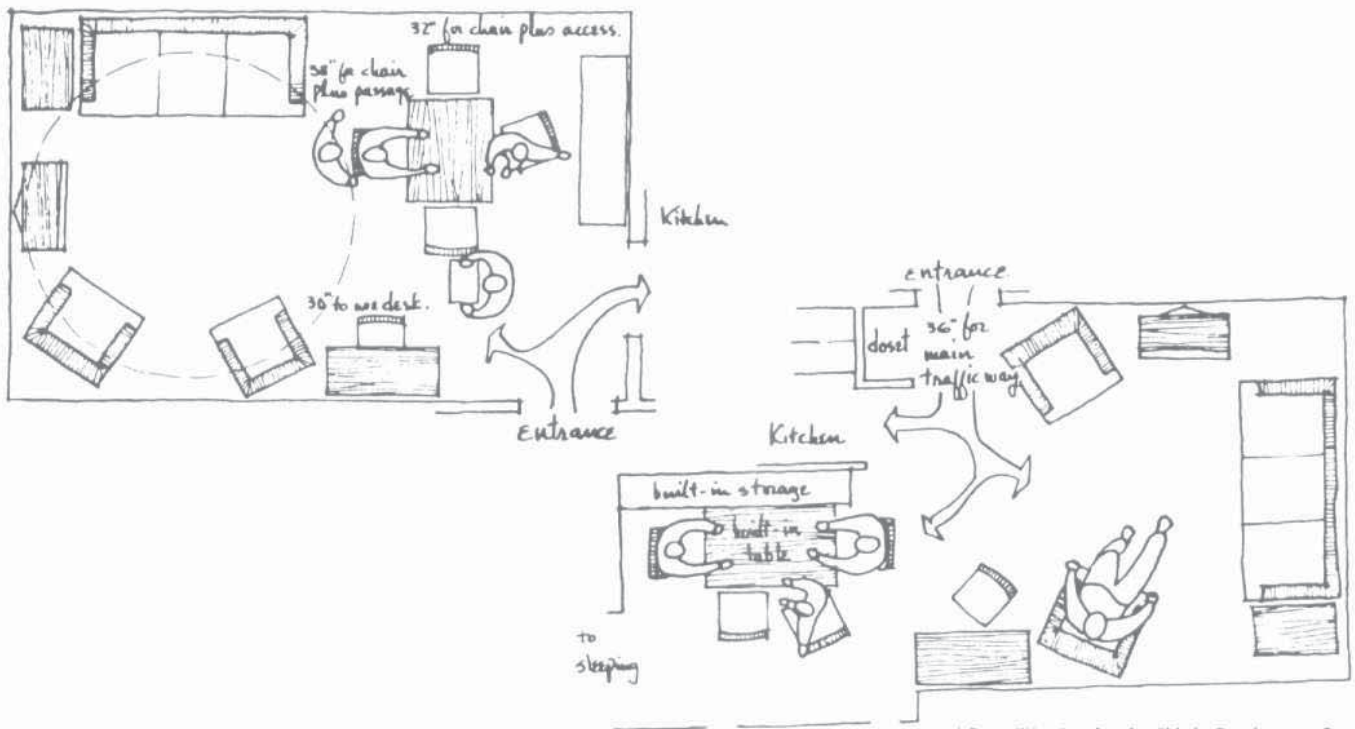 32" for chair plus access.
38" for chair
plus passage
Kitchen
30" to use desk.
entrance
entrance
closet
36" for
main
traffic way
Kitchen
built-in storage
built-in
table
to
sleeping